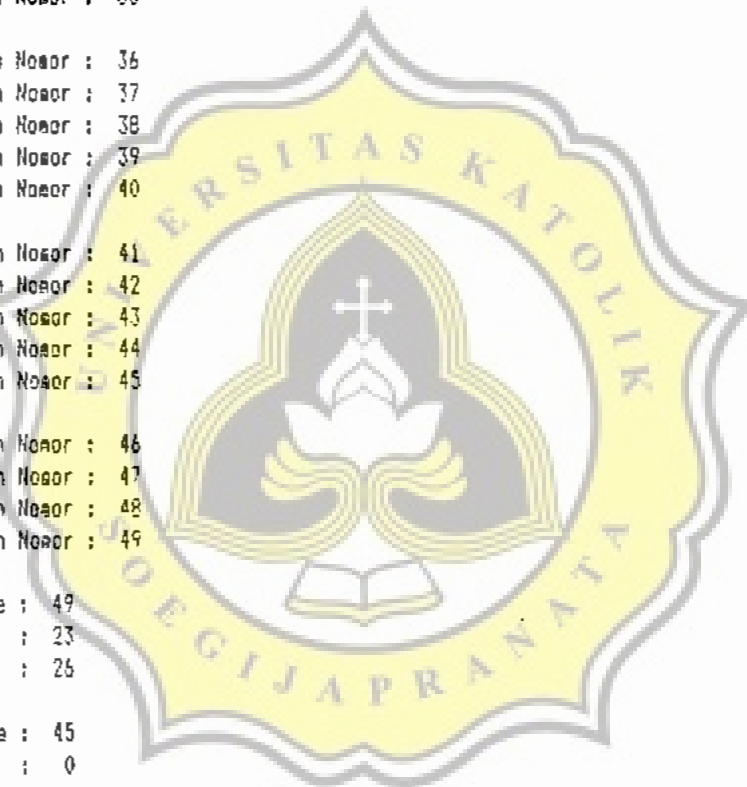 Nomor : 36
Nomor : 37
Nomor : 38
Nomor : 39
Nomor : 40
Nomor : 41
Nomor : 42
Nomor : 43
Nomor : 44
Nomor : 45
Nomor : 46
Nomor : 47
Nomor : 48
Nomor : 49
: 49
: 23
: 26
: 45
: 0
UNIVERSITAS KATOLIK
SOEGIJAPRANATA